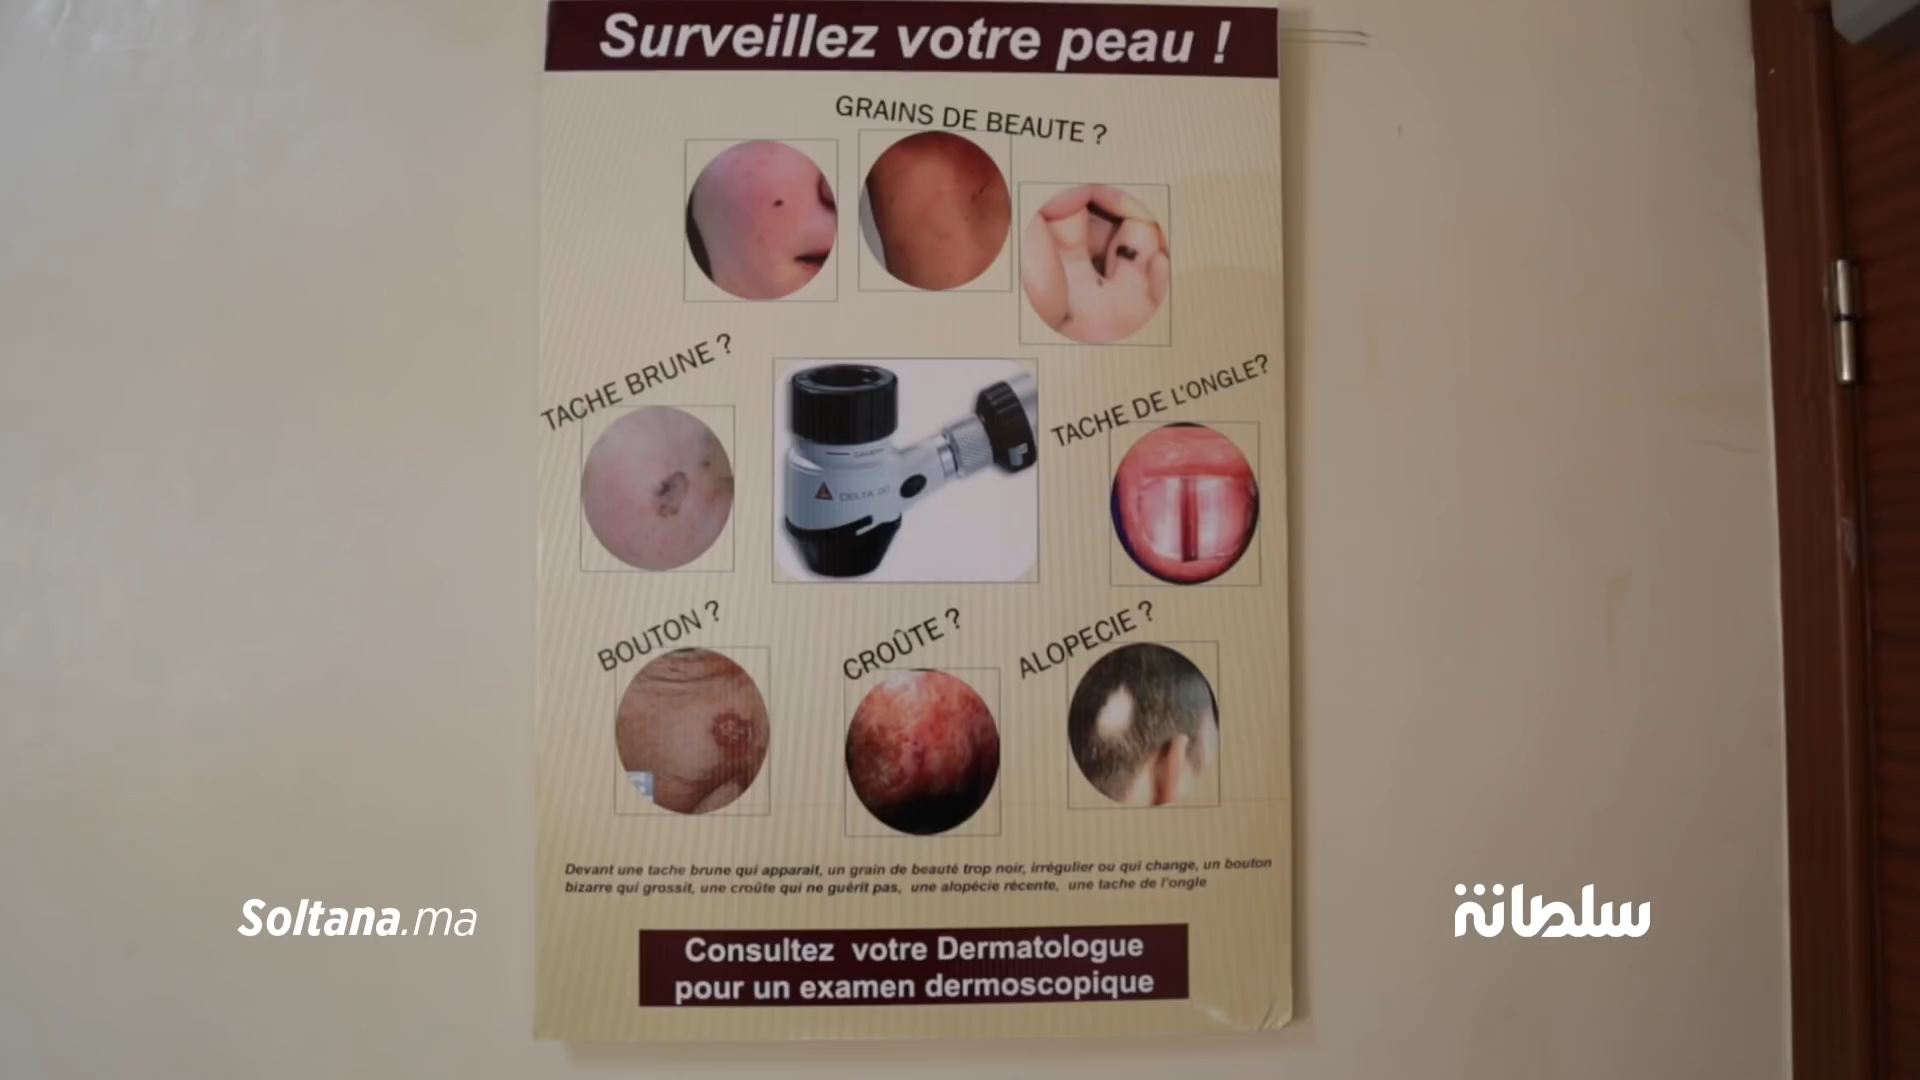 Surveillez votre peau !
GRAINS DE BEAUTE ?
TACHE BRUNE ?
TACHE DE L'ONGLE?
DELTA 20
BOUTON ?
CROÛTE ?
ALOPECIE ?
Devant une tache brune qui apparait, un grain de beauté trop noir, irrégulier ou qui change, un bouton
bizarre qui grossit, une croûte qui ne guérit pas, une alopécie récente, une tache de l'ongle
Soltana.ma
سلطانة
Consultez votre Dermatologue
pour un examen dermoscopique